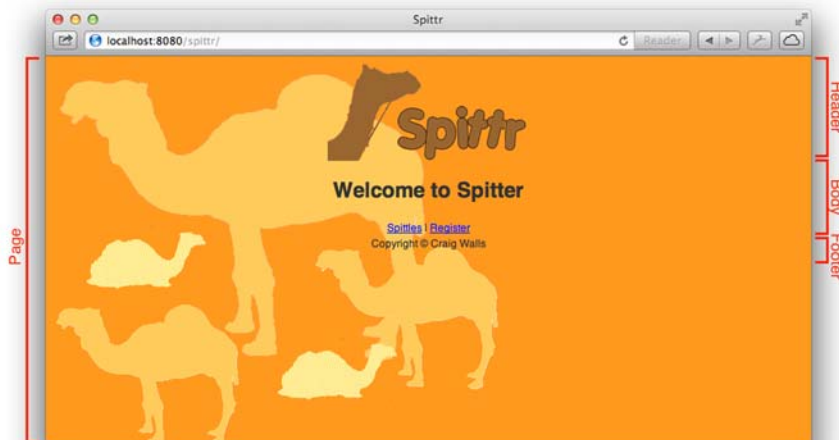 Spittr
localhost:8080/spittr/
Reader
Page
Header
Spittr
Welcome to Spitter
Body
Spittles | Register
Footer
Copyright © Craig Walls